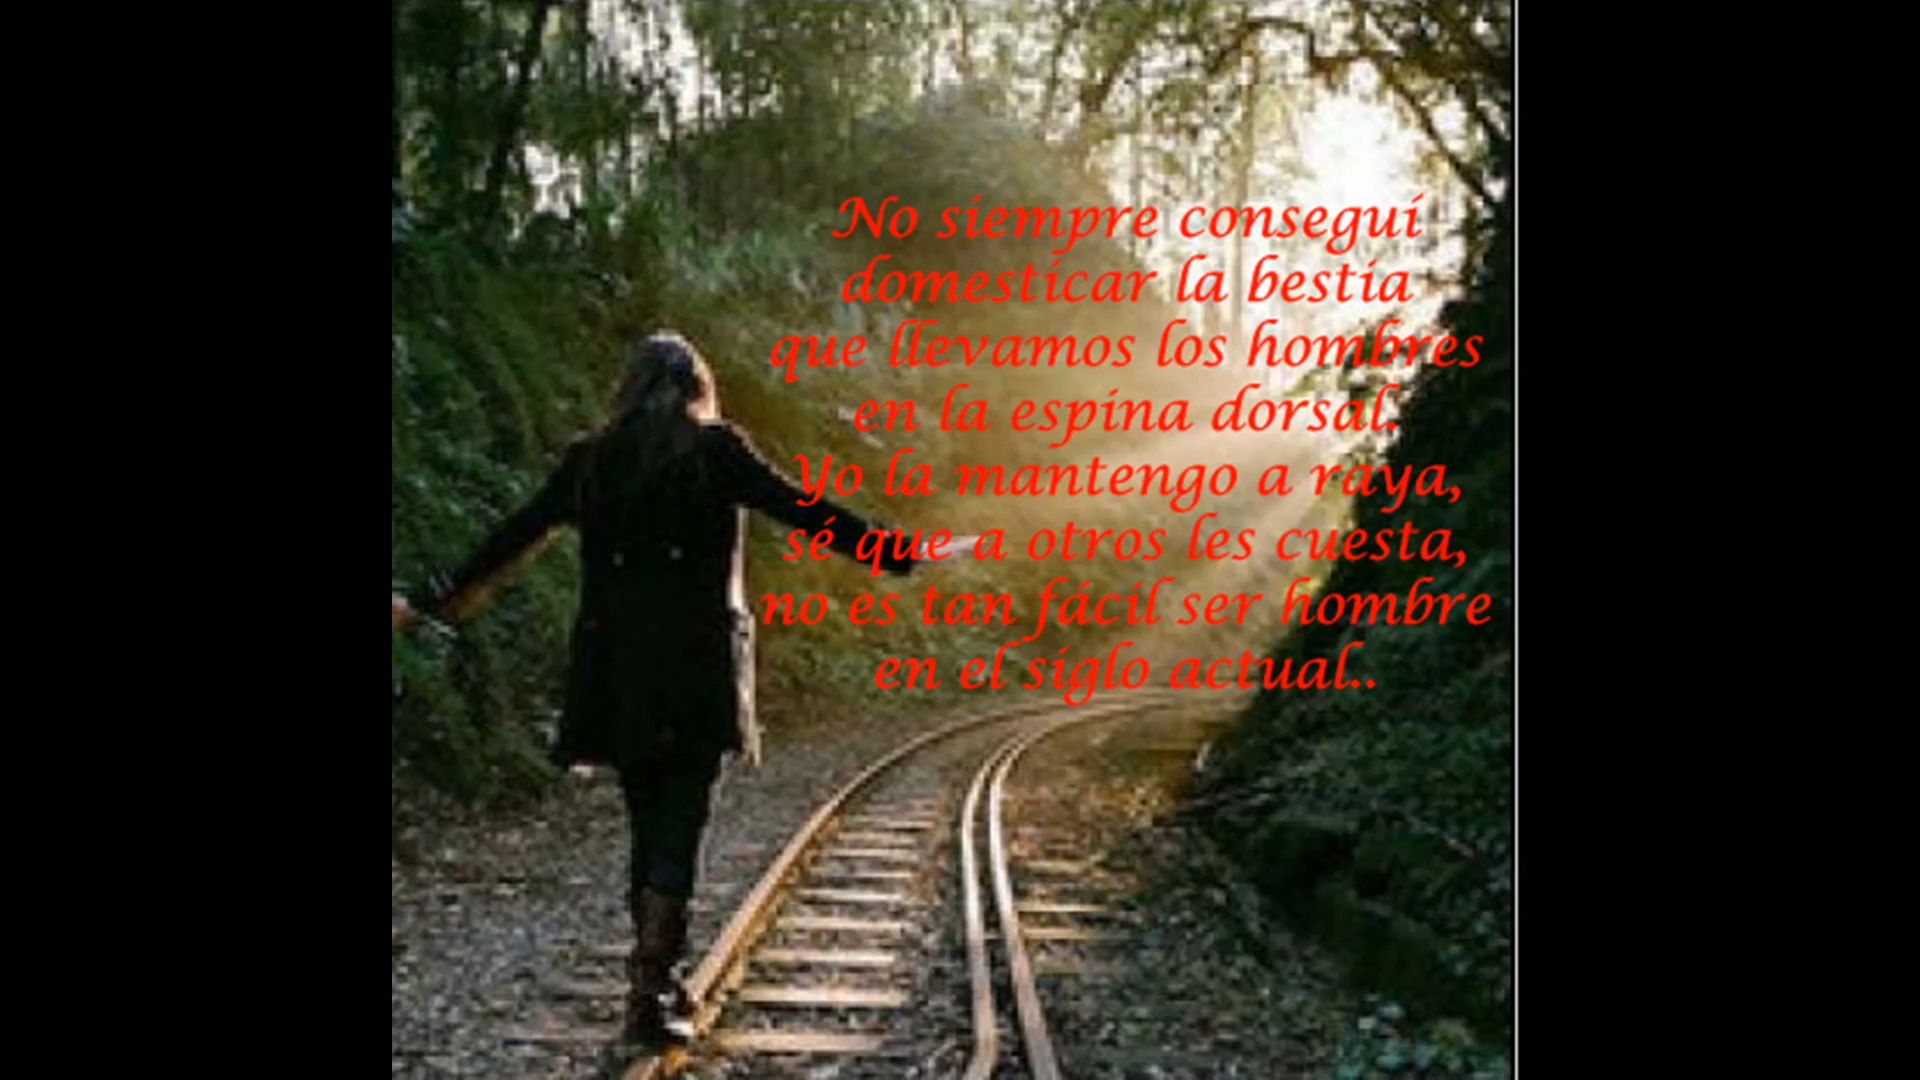 No siempre conseguí
domesticar la bestia
que llevamos los hombres
en la espina dorsal.
Yo la mantengo a raya,
sé que a otros les cuesta,
no es tan fácil ser hombre
en el siglo actual..